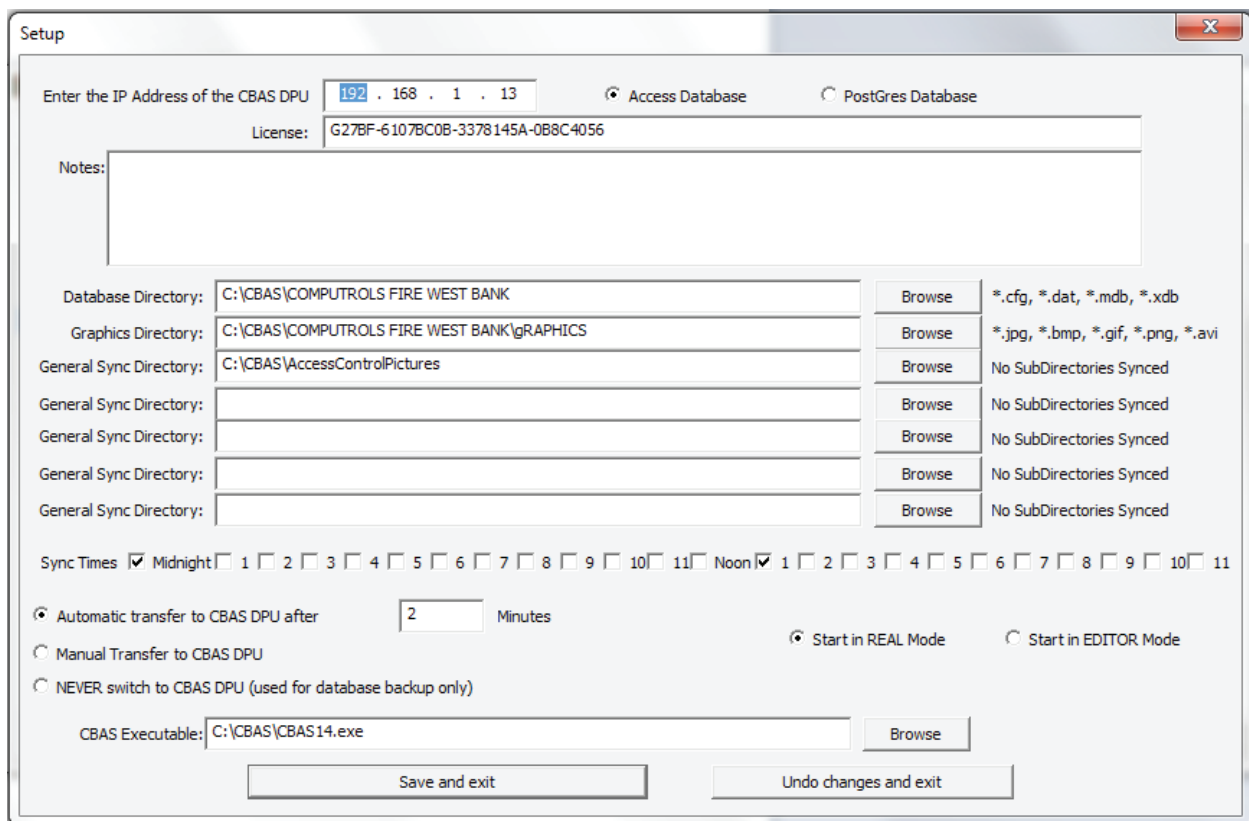 Setup
Enter the IP Address of the CBAS DPU 192 . 168 . 1 . 13 Access Database PostGres Database
License: G27BF-6107BC0B-3378145A-0B8C4056
Notes:
Database Directory: C:\CBAS\COMPUTROLS FIRE WEST BANK Browse *.cfg, *.dat, *.mdb, *.xdb
Graphics Directory: C:\CBAS\COMPUTROLS FIRE WEST BANK\gRAPHICS Browse *.jpg, *.bmp, *.gif, *.png, *.avi
General Sync Directory: C:\CBAS\AccessControlPictures Browse No SubDirectories Synced
General Sync Directory: Browse No SubDirectories Synced
General Sync Directory: Browse No SubDirectories Synced
General Sync Directory: Browse No SubDirectories Synced
General Sync Directory: Browse No SubDirectories Synced
Sync Times Midnight 1 2 3 4 5 6 7 8 9 10 11 Noon 1 2 3 4 5 6 7 8 9 10 11
Automatic transfer to CBAS DPU after 2 Minutes
Start in REAL Mode Start in EDITOR Mode
Manual Transfer to CBAS DPU
NEVER switch to CBAS DPU (used for database backup only)
CBAS Executable: C:\CBAS\CBAS14.exe Browse
Save and exit Undo changes and exit